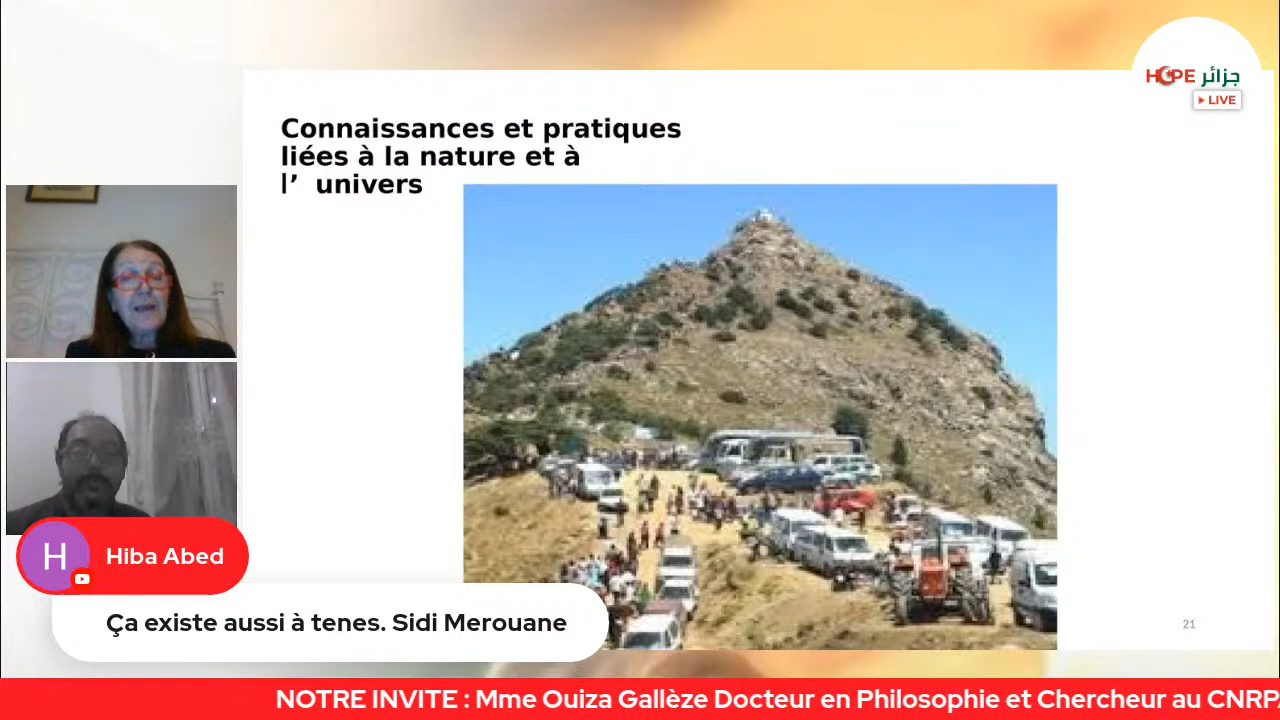 HOPE جزائر
LIVE
Connaissances et pratiques
liées à la nature et à
l’ univers
H
Hiba Abed
Ça existe aussi à tenes. Sidi Merouane
21
NOTRE INVITE : Mme Ouiza Gallèze Docteur en Philosophie et Chercheur au CNRP